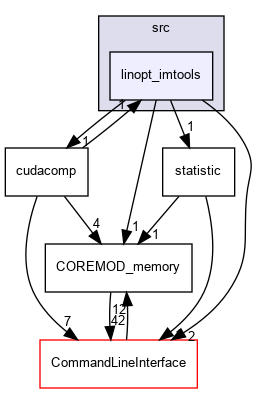 src
linopt_imtools
1
1
1
cudacomp
statistic
4
1
1
COREMOD_memory
12
42
7
2
CommandLineInterface